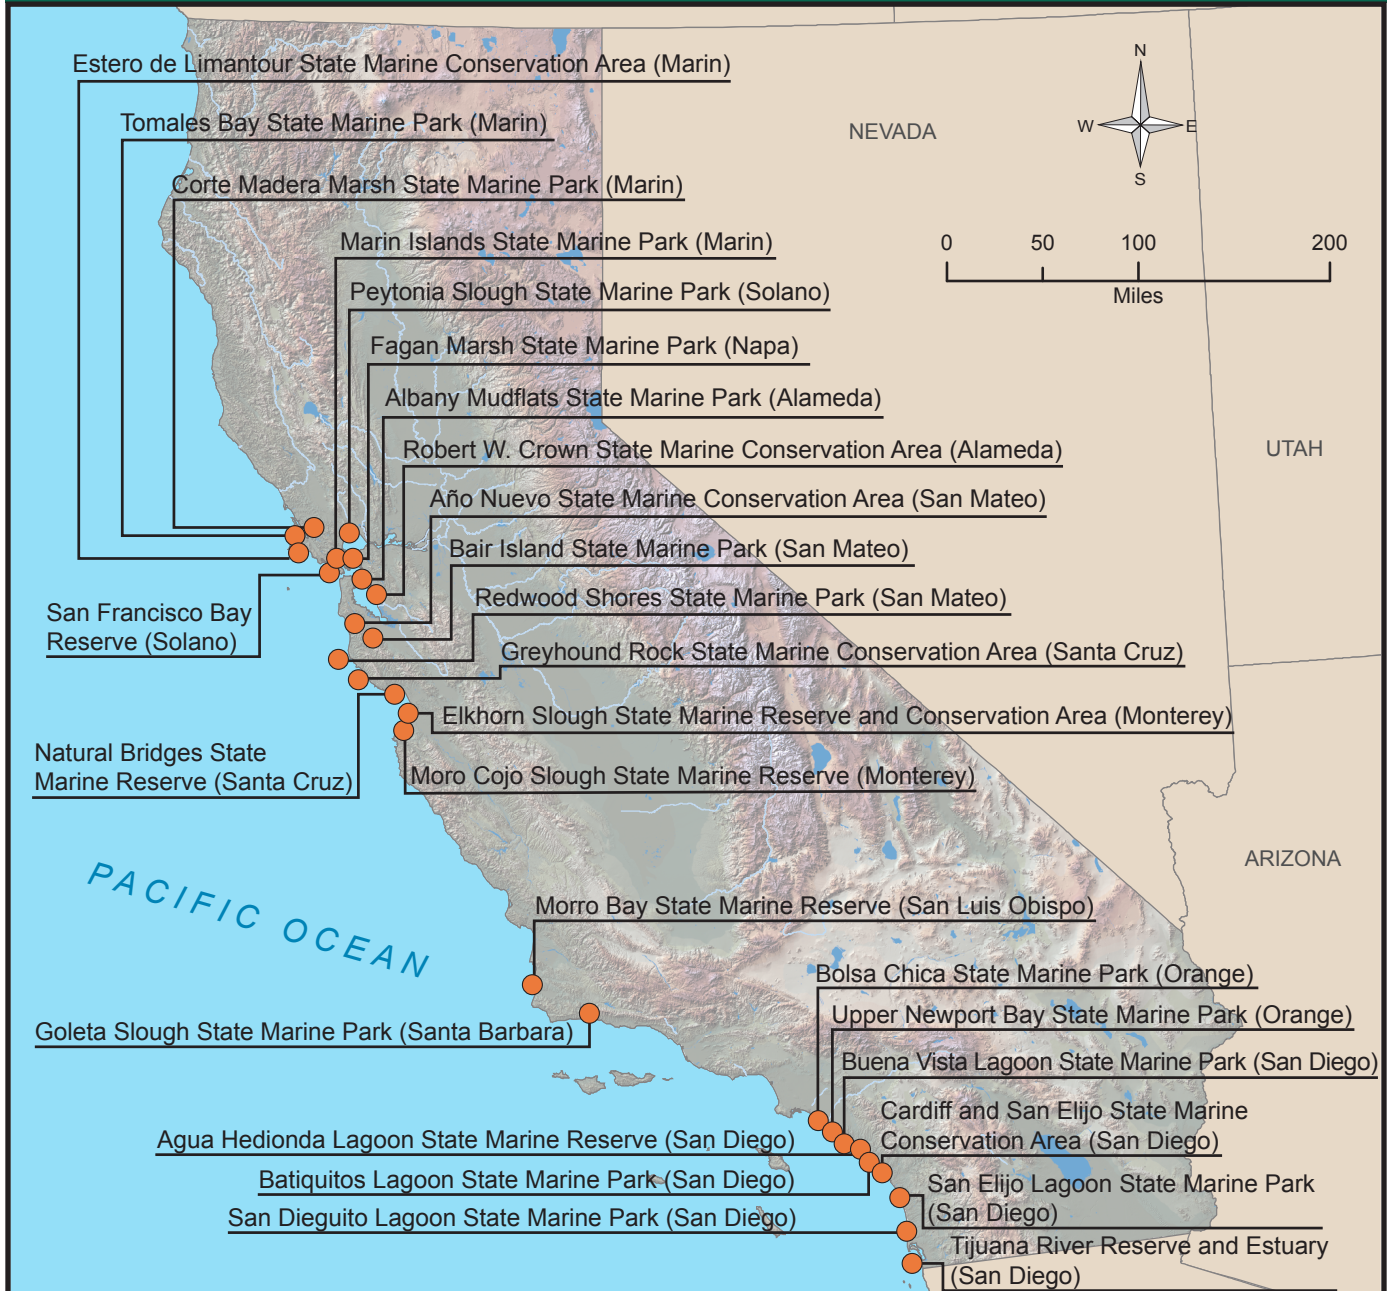 Estero de Limantour State Marine Conservation Area (Marin)
N
Tomales Bay State Marine Park (Marin)
NEVADA
W
E
S
Corte Madera Marsh State Marine Park (Marin)
Marin Islands State Marine Park (Marin)
0
50
100
200
Miles
Peytonia Slough State Marine Park (Solano)
Fagan Marsh State Marine Park (Napa)
Albany Mudflats State Marine Park (Alameda)
Robert W. Crown State Marine Conservation Area (Alameda)
UTAH
Año Nuevo State Marine Conservation Area (San Mateo)
Bair Island State Marine Park (San Mateo)
Redwood Shores State Marine Park (San Mateo)
San Francisco Bay
Reserve (Solano)
Greyhound Rock State Marine Conservation Area (Santa Cruz)
Elkhorn Slough State Marine Reserve and Conservation Area (Monterey)
Natural Bridges State
Marine Reserve (Santa Cruz)
Moro Cojo Slough State Marine Reserve (Monterey)
ARIZONA
PACIFIC OCEAN
Morro Bay State Marine Reserve (San Luis Obispo)
Bolsa Chica State Marine Park (Orange)
Upper Newport Bay State Marine Park (Orange)
Goleta Slough State Marine Park (Santa Barbara)
Buena Vista Lagoon State Marine Park (San Diego)
Cardiff and San Elijo State Marine
Conservation Area (San Diego)
Agua Hedionda Lagoon State Marine Reserve (San Diego)
Batiquitos Lagoon State Marine Park (San Diego)
San Elijo Lagoon State Marine Park
(San Diego)
San Dieguito Lagoon State Marine Park (San Diego)
Tijuana River Reserve and Estuary
(San Diego)